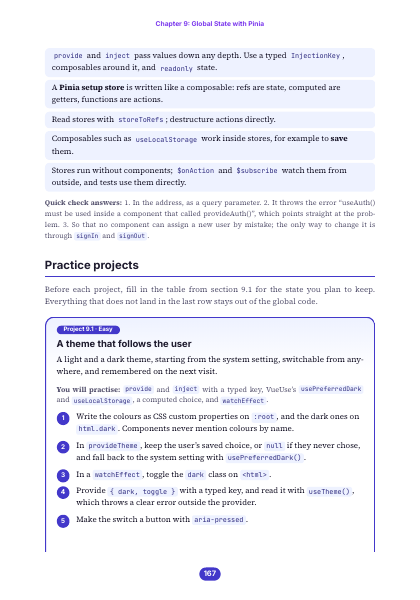 Chapter 9: Global State with Pinia
provide and inject pass values down any depth. Use a typed InjectionKey,
composables around it, and readonly state.
A Pinia setup store is written like a composable: refs are state, computed are
getters, functions are actions.
Read stores with storeToRefs; destructure actions directly.
Composables such as useLocalStorage work inside stores, for example to save
them.
Stores run without components; $onAction and $subscribe watch them from
outside, and tests use them directly.
Quick check answers: 1. In the address, as a query parameter. 2. It throws the error “useAuth()
must be used inside a component that called provideAuth()”, which points straight at the prob-
lem. 3. So that no component can assign a new user by mistake; the only way to change it is
through signIn and signOut.
Practice projects
Before each project, fill in the table from section 9.1 for the state you plan to keep.
Everything that does not land in the last row stays out of the global code.
Project 9.1 · Easy
A theme that follows the user
A light and a dark theme, starting from the system setting, switchable from any-
where, and remembered on the next visit.
You will practise: provide and inject with a typed key, VueUse’s usePreferredDark
and useLocalStorage, a computed choice, and watchEffect.
1 Write the colours as CSS custom properties on :root, and the dark ones on
html.dark. Components never mention colours by name.
2 In provideTheme, keep the user’s saved choice, or null if they never chose,
and fall back to the system setting with usePreferredDark().
3 In a watchEffect, toggle the dark class on <html>.
4 Provide { dark, toggle } with a typed key, and read it with useTheme(),
which throws a clear error outside the provider.
5 Make the switch a button with aria-pressed.
167